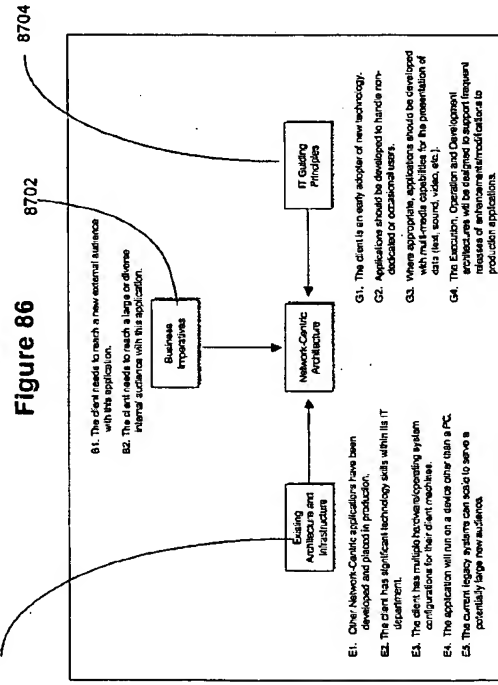 Figure 86
8702
8704
B1. The client needs to reach a new external audience
with this application.
B2. The client needs to reach a large or diverse
internal audience with this application.
Business
Imperatives
Existing
Architecture and
Infrastructure
Network-Centric
Architecture
IT Guiding
Principles
E1. Other Network-Centric applications have been
developed and placed in production.
E2. The client has significant technology skills within its IT
department.
E3. The client has multiple hardware/operating system
configurations for their client machines.
E4. The application will run on a device other than a PC.
E5. The current legacy systems can scale to serve a
potentially large new audience.
G1. The client is an early adopter of new technology.
G2. Applications should be developed to handle non-
dedicated or occasional users.
G3. Where appropriate, applications should be developed
with multi-media capabilities for the presentation of
data (text, sound, video, etc.).
G4. The Execution, Operation and Development
architectures will be designed to support frequent
releases of enhancements/modifications to
production applications.